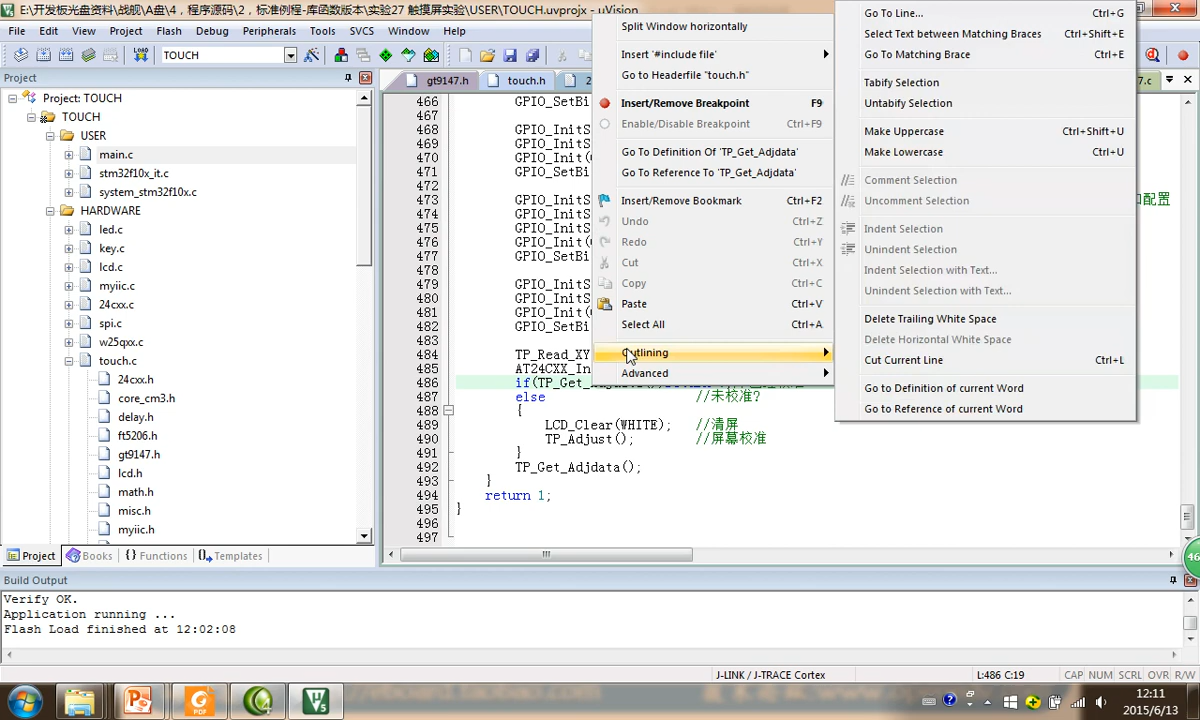 E:\开发板光盘资料\战舰\A盘\4，程序源码\2，标准例程-库函数版本\实验27 触摸屏实验\USER\TOUCH.uvprojx - µVision
File Edit View Project Flash Debug Peripherals Tools SVCS Window Help
TOUCH
Project
Project: TOUCH
TOUCH
USER
main.c
stm32f10x_it.c
system_stm32f10x.c
HARDWARE
led.c
key.c
lcd.c
myiic.c
24cxx.c
spi.c
w25qxx.c
touch.c
24cxx.h
core_cm3.h
delay.h
ft5206.h
gt9147.h
lcd.h
math.h
misc.h
myiic.h
Project Books Functions Templates
gt9147.h touch.h 2 7.c
466 GPIO_SetBi
467
468 GPIO_InitS
469 GPIO_InitS
470 GPIO_Init(
471 GPIO_SetBi
472
473 GPIO_InitS 配置
474 GPIO_InitS
475 GPIO_InitS
476 GPIO_Init(
477 GPIO_SetBi
478
479 GPIO_InitS
480 GPIO_InitS
481 GPIO_Init(
482 GPIO_SetBi
483
484 TP_Read_XY
485 AT24CXX_In
486 if(TP_Get_
487 else //未校准?
488 {
489 LCD_Clear(WHITE); //清屏
490 TP_Adjust(); //屏幕校准
491 }
492 TP_Get_Adjdata();
493 }
494 return 1;
495 }
496
497
Split Window horizontally
Insert '#include file'
Go to Headerfile "touch.h"
Insert/Remove Breakpoint F9
Enable/Disable Breakpoint Ctrl+F9
Go To Definition Of 'TP_Get_Adjdata'
Go To Reference To 'TP_Get_Adjdata'
Insert/Remove Bookmark Ctrl+F2
Undo Ctrl+Z
Redo Ctrl+Y
Cut Ctrl+X
Copy Ctrl+C
Paste Ctrl+V
Select All Ctrl+A
Outlining
Advanced
Go To Line... Ctrl+G
Select Text between Matching Braces Ctrl+Shift+E
Go To Matching Brace Ctrl+E
Tabify Selection
Untabify Selection
Make Uppercase Ctrl+Shift+U
Make Lowercase Ctrl+U
Comment Selection
Uncomment Selection
Indent Selection
Unindent Selection
Indent Selection with Text...
Unindent Selection with Text...
Delete Trailing White Space
Delete Horizontal White Space
Cut Current Line Ctrl+L
Go to Definition of current Word
Go to Reference of current Word
46
Build Output
Verify OK.
Application running ...
Flash Load finished at 12:02:08
J-LINK / J-TRACE Cortex L:486 C:19 CAP NUM SCRL OVR R/W
12:11
2015/6/13